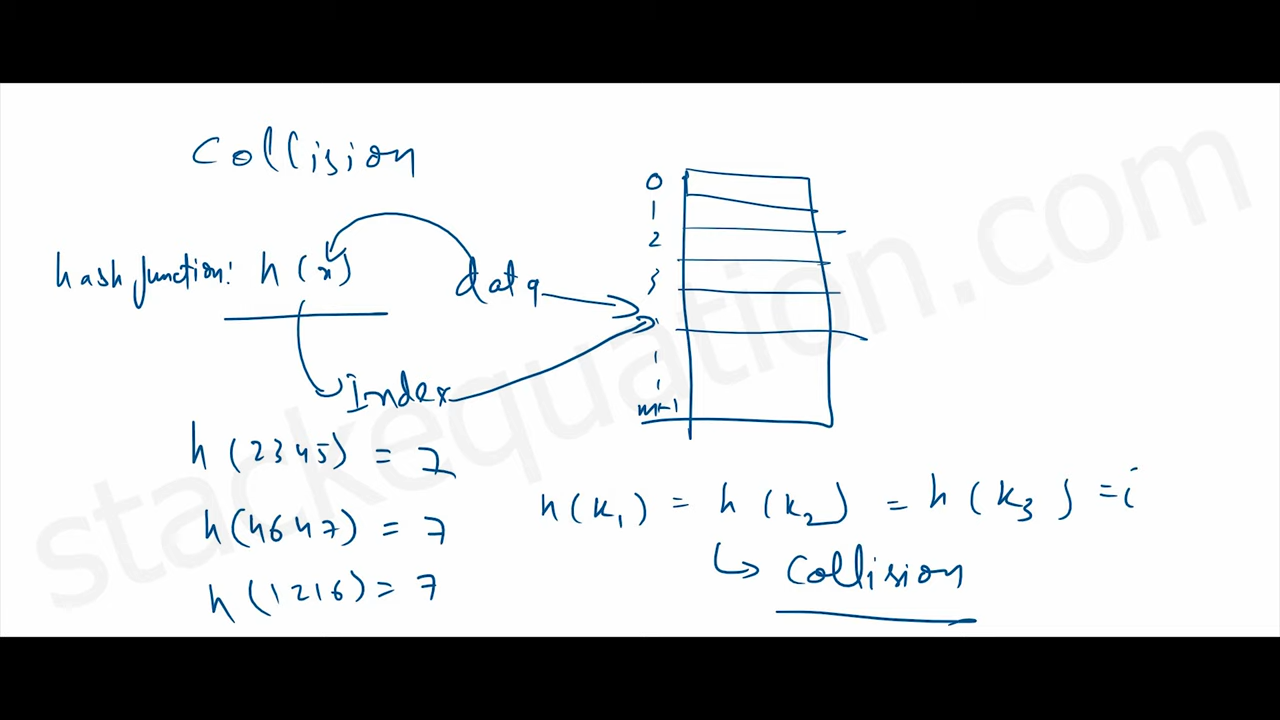 Collision
hash function: h(x)
data
Index
h(2345) = 7
h(4647) = 7
h(1216) = 7
0
1
2
3
m-1
h(k₁) = h(k₂) = h(k₃) = i
↳ Collision
stackequation.com